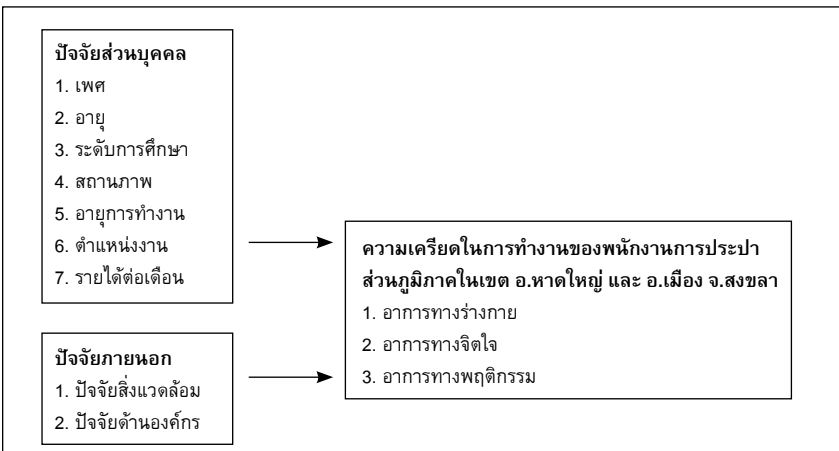 ปัจจัยส่วนบุคคล
1. เพศ
2. อายุ
3. ระดับการศึกษา
4. สถานภาพ
5. อายุการทำงาน
6. ตำแหน่งงาน
7. รายได้ต่อเดือน
ปัจจัยภายนอก
1. ปัจจัยสิ่งแวดล้อม
2. ปัจจัยด้านองค์กร
ความเครียดในการทำงานของพนักงานการประปา
ส่วนภูมิภาคในเขต อ.หาดใหญ่ และ อ.เมือง จ.สงขลา
1. อาการทางร่างกาย
2. อาการทางจิตใจ
3. อาการทางพฤติกรรม